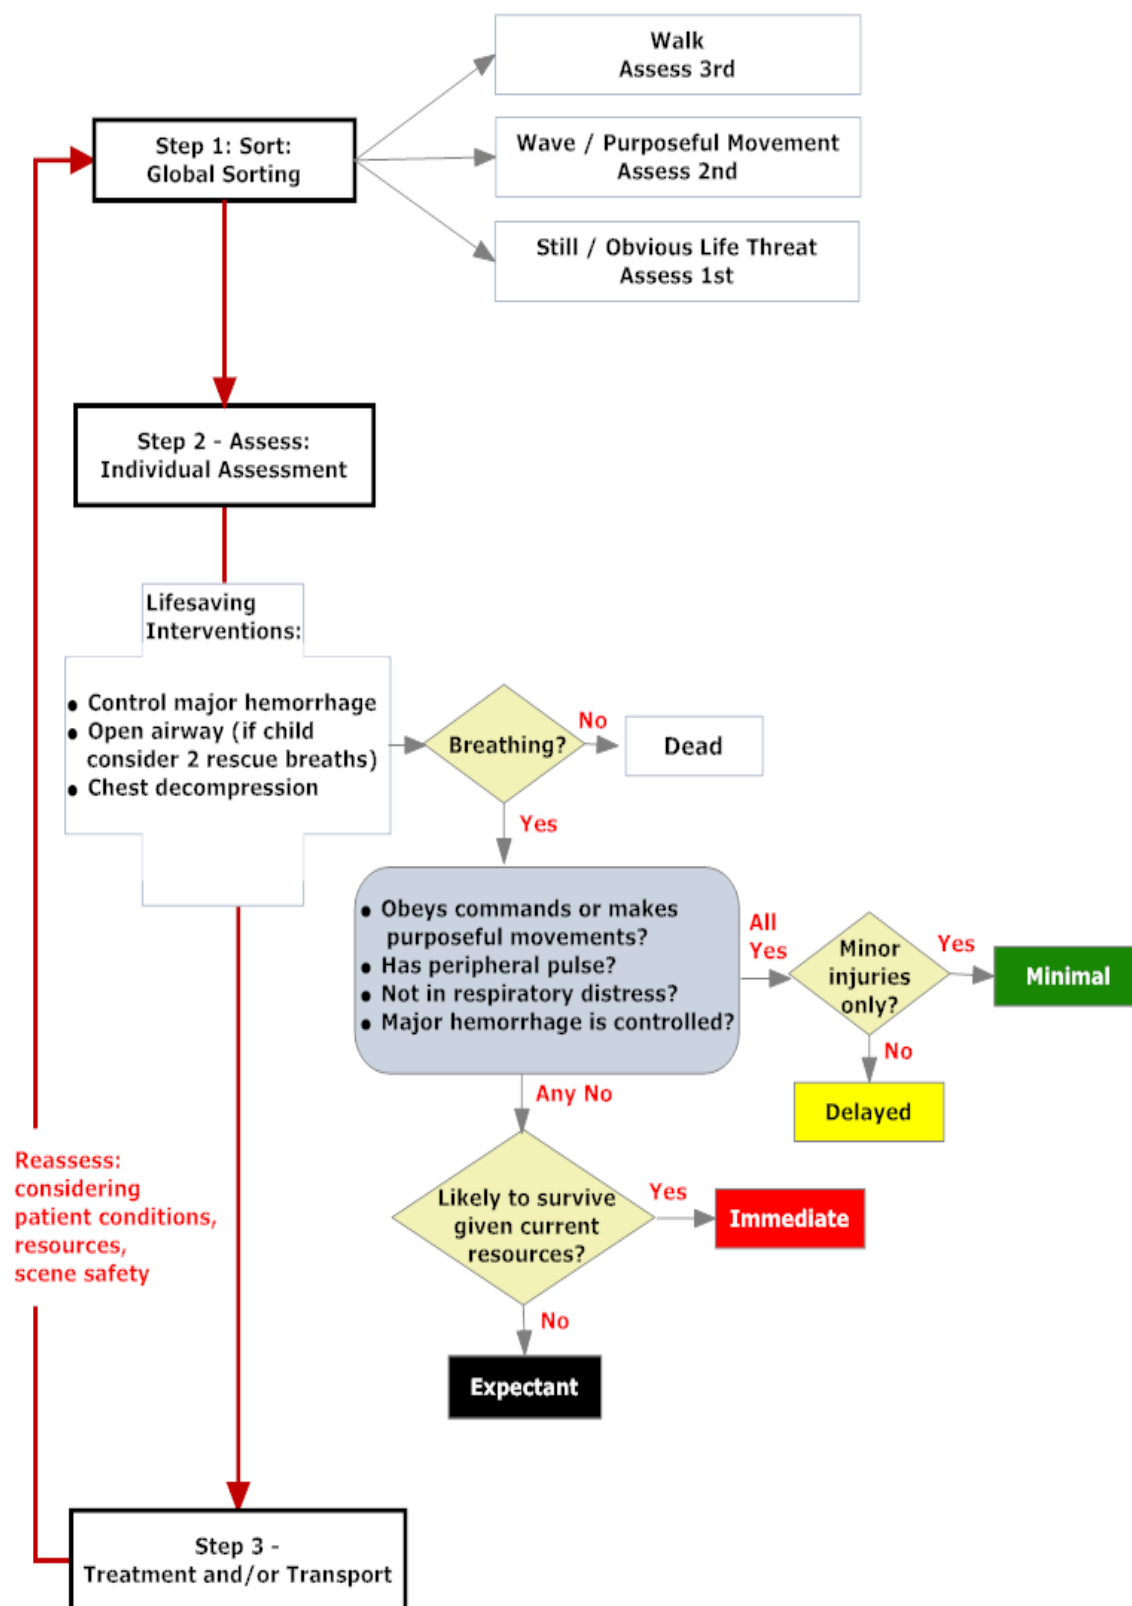 Walk
Assess 3rd
Step 1: Sort:
Global Sorting
Wave / Purposeful Movement
Assess 2nd
Still / Obvious Life Threat
Assess 1st
Step 2 - Assess:
Individual Assessment
Lifesaving
Interventions:
• Control major hemorrhage
• Open airway (if child
consider 2 rescue breaths)
• Chest decompression
Breathing?
No
Dead
Yes
• Obeys commands or makes
purposeful movements?
• Has peripheral pulse?
• Not in respiratory distress?
• Major hemorrhage is controlled?
All
Yes
Minor
injuries
only?
Yes
Minimal
No
Delayed
Any No
Likely to survive
given current
resources?
Yes
Immediate
No
Expectant
Reassess:
considering
patient conditions,
resources,
scene safety
Step 3 -
Treatment and/or Transport